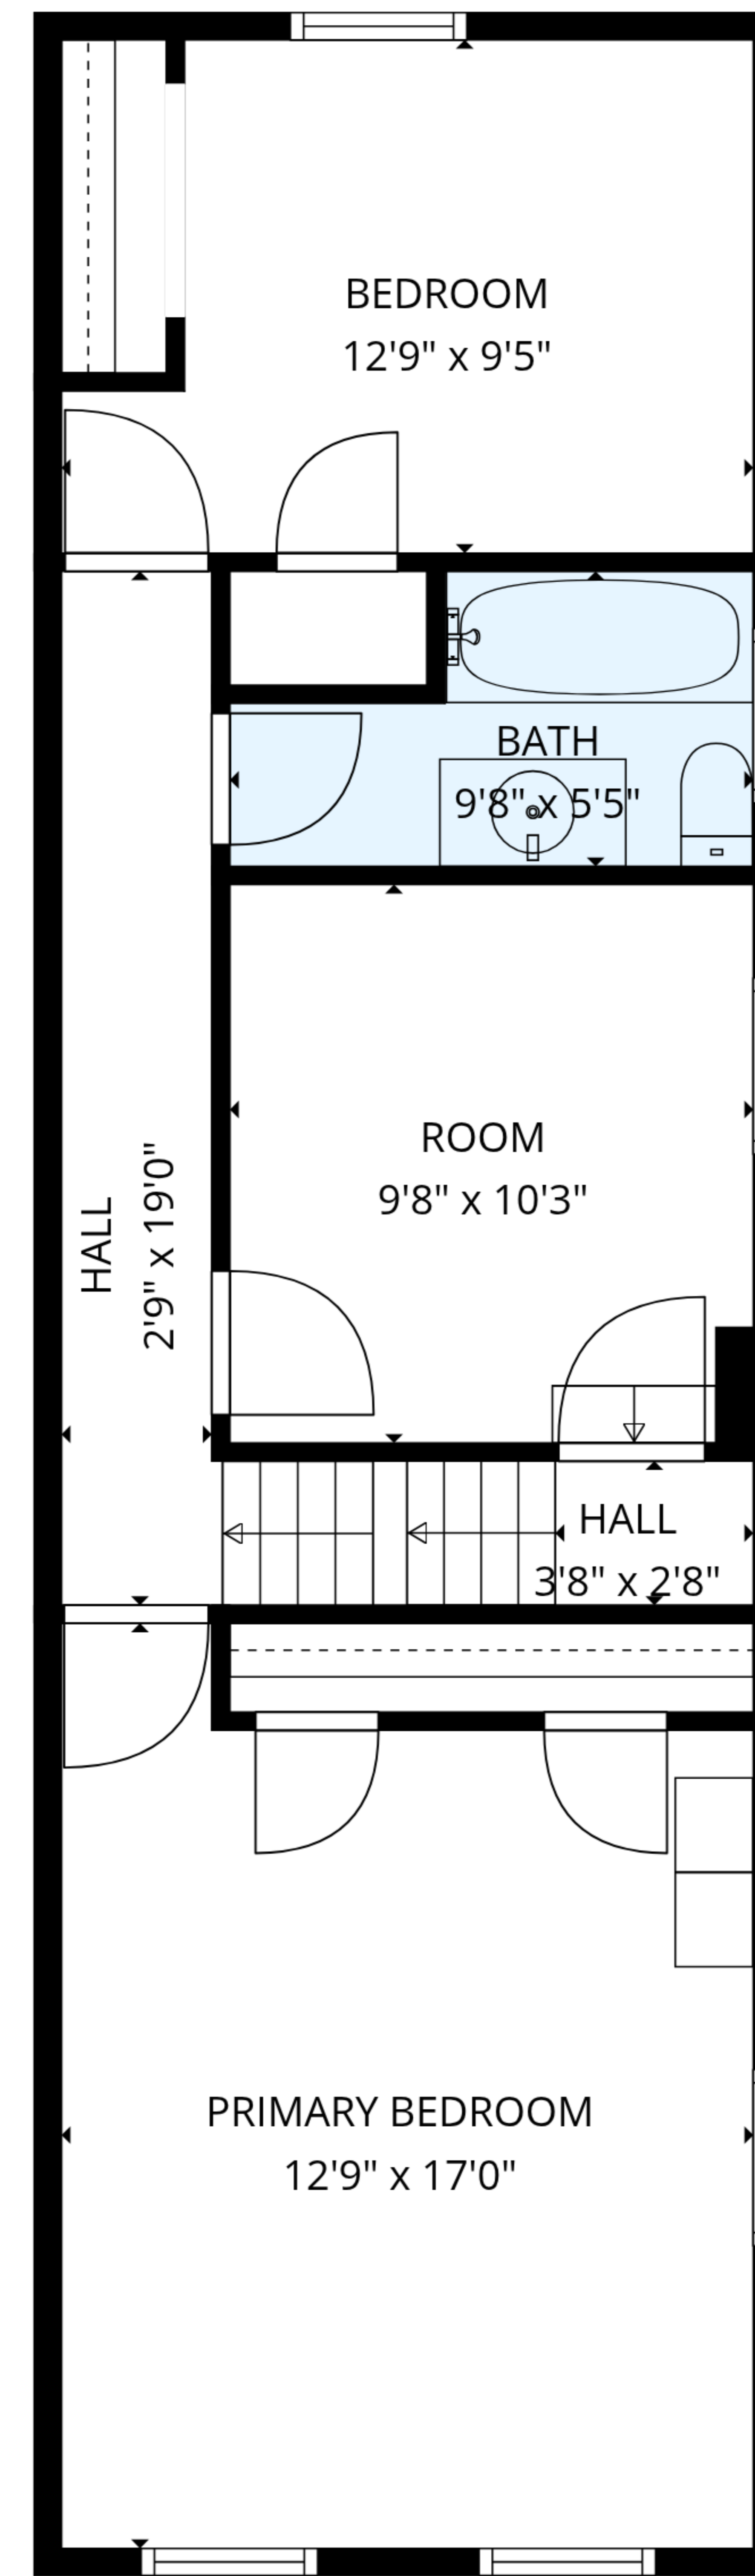 BEDROOM
12'9" x 9'5"
BATH
9'8" x 5'5"
ROOM
9'8" x 10'3"
HALL
2'9" x 19'0"
HALL
3'8" x 2'8"
PRIMARY BEDROOM
12'9" x 17'0"